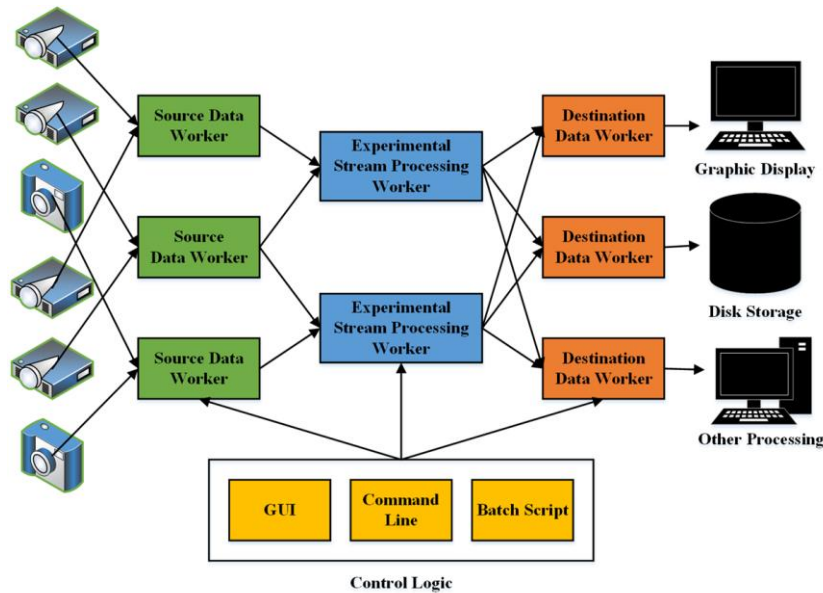 Source Data
Worker
Experimental
Stream Processing
Worker
Destination
Data Worker
Graphic Display
Source
Data Worker
Destination
Data Worker
Disk Storage
Experimental
Stream Processing
Worker
Source Data
Worker
Destination
Data Worker
Other Processing
GUI
Command
Line
Batch Script
Control Logic